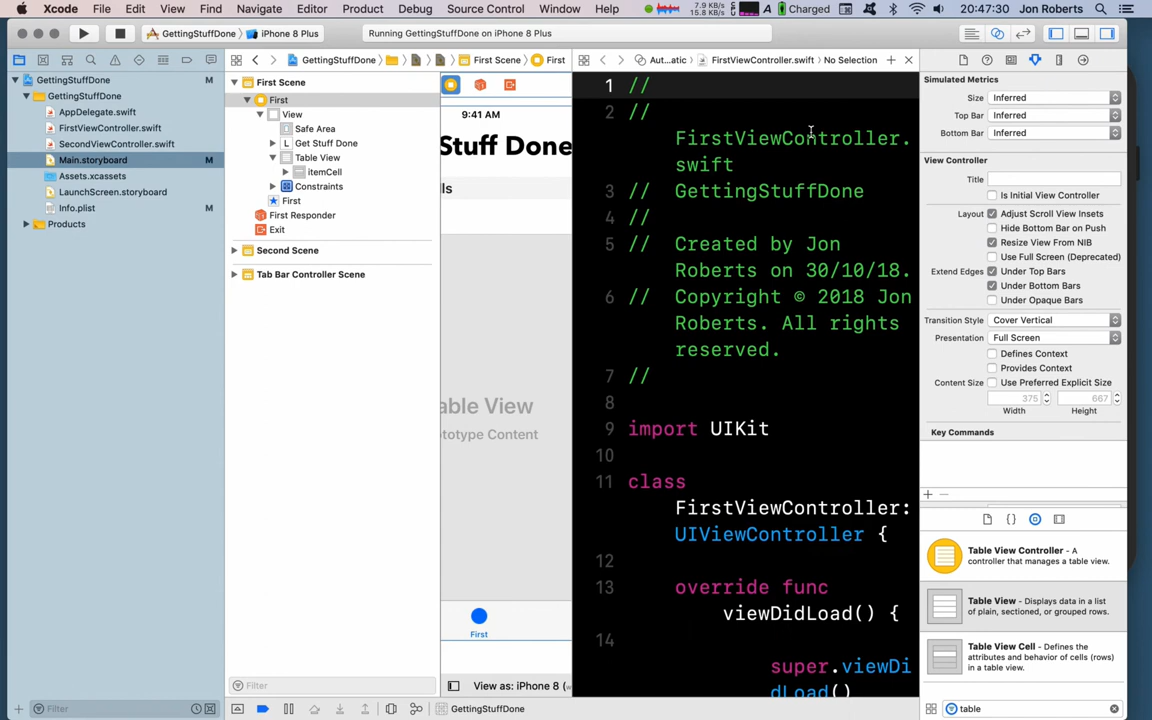 Xcode File Edit View Find Navigate Editor Product Debug Source Control Window Help 7.9 KB/s 15.8 KB/s Charged 20:47:30 Jon Roberts
GettingStuffDone iPhone 8 Plus Running GettingStuffDone on iPhone 8 Plus
GettingStuffDone First Scene First Aut...atic FirstViewController.swift No Selection
GettingStuffDone M
GettingStuffDone
AppDelegate.swift
FirstViewController.swift
SecondViewController.swift
Main.storyboard M
Assets.xcassets
LaunchScreen.storyboard
Info.plist M
Products
Filter
First Scene
First
View
Safe Area
Get Stuff Done
Table View
itemCell
Constraints
First
First Responder
Exit
Second Scene
Tab Bar Controller Scene
Filter
9:41 AM
Stuff Done
ls
able View
ototype Content
First
View as: iPhone 8
1 //
2 //
FirstViewController.
swift
3 // GettingStuffDone
4 //
5 // Created by Jon
Roberts on 30/10/18.
6 // Copyright © 2018 Jon
Roberts. All rights
reserved.
7 //
8
9 import UIKit
10
11 class
FirstViewController:
UIViewController {
12
13 override func
viewDidLoad() {
14
super.viewDi
dLoad()
GettingStuffDone
Simulated Metrics
Size Inferred
Top Bar Inferred
Bottom Bar Inferred
View Controller
Title
Is Initial View Controller
Layout Adjust Scroll View Insets
Hide Bottom Bar on Push
Resize View From NIB
Use Full Screen (Deprecated)
Extend Edges Under Top Bars
Under Bottom Bars
Under Opaque Bars
Transition Style Cover Vertical
Presentation Full Screen
Defines Context
Provides Context
Content Size Use Preferred Explicit Size
375 667
Width Height
Key Commands
Table View Controller - A
controller that manages a table view.
Table View - Displays data in a list
of plain, sectioned, or grouped rows.
Table View Cell - Defines the
attributes and behavior of cells (rows)
in a table view.
table